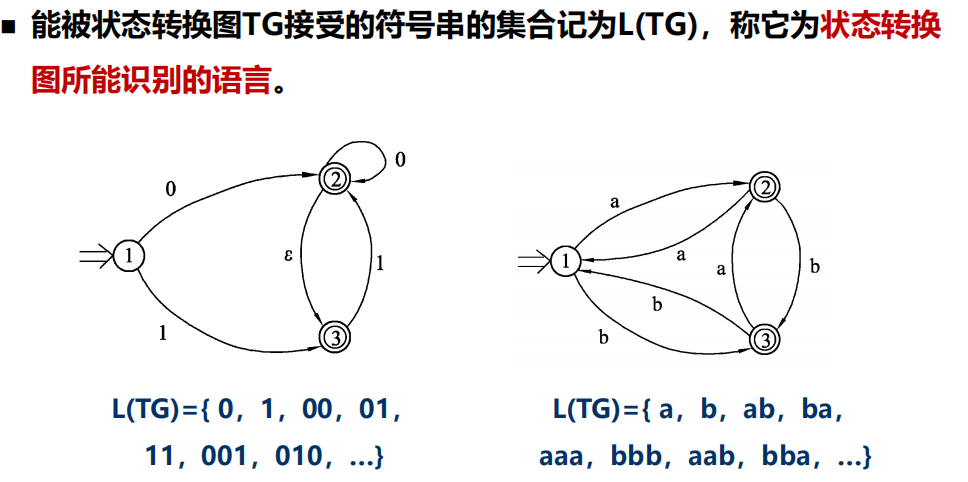 ■ 能被状态转换图TG接受的符号串的集合记为L(TG)，称它为状态转换
图所能识别的语言。
0
0
2
1
ε
1
1
3
a
2
a
1
a
b
b
b
3
L(TG)={ 0，1，00，01，
11，001，010，…}
L(TG)={ a，b，ab，ba，
aaa，bbb，aab，bba，…}